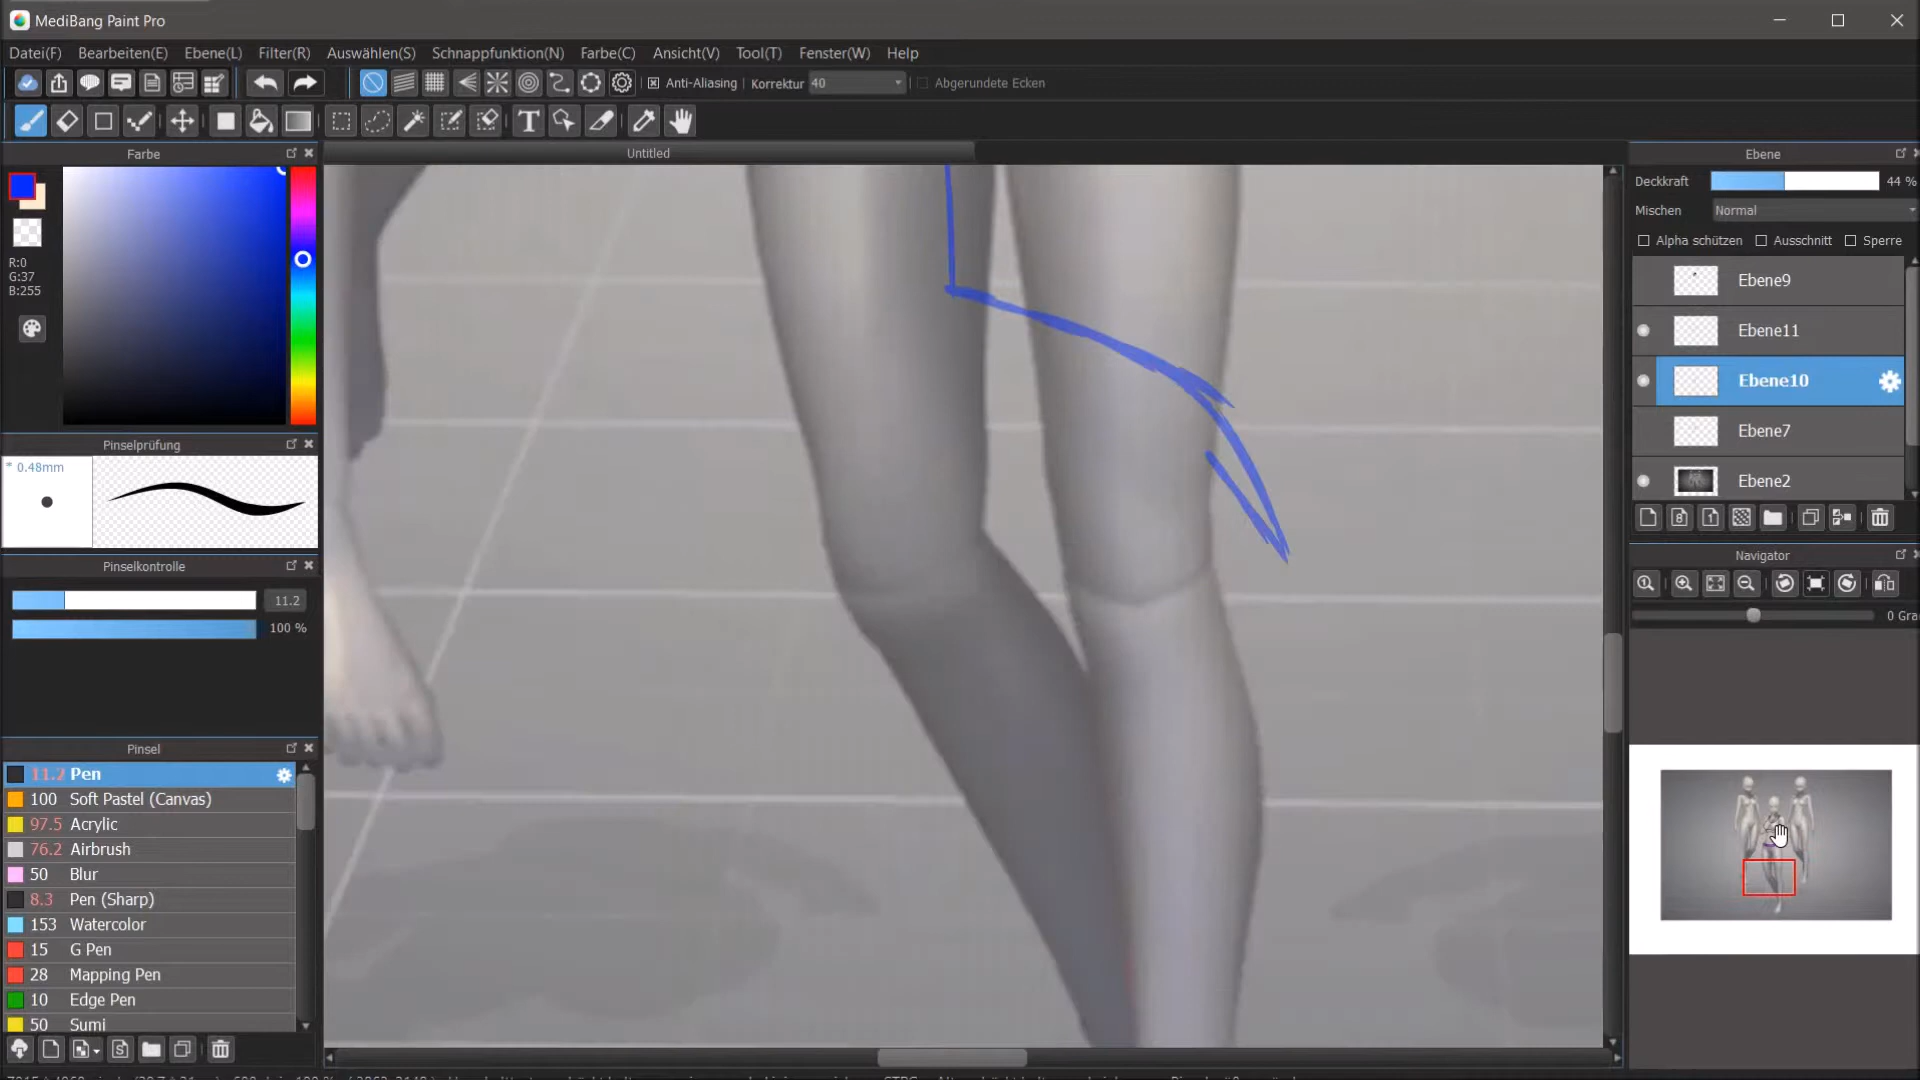 MediBang Paint Pro
Datei(F) Bearbeiten(E) Ebene(L) Filter(R) Auswählen(S) Schnappfunktion(N) Farbe(C) Ansicht(V) Tool(T) Fenster(W) Help
Anti-Aliasing Korrektur 40 Abgerundete Ecken
T
Farbe
Untitled
Ebene
R:0
G:37
B:255
Deckkraft 44 %
Mischen Normal
Alpha schützen Ausschnitt Sperre
Ebene9
Ebene11
Ebene10
Ebene7
Ebene2
Pinselprüfung
* 0.48mm
Pinselkontrolle
11.2
100 %
Navigator
0 Gra
Pinsel
11.2 Pen
100 Soft Pastel (Canvas)
97.5 Acrylic
76.2 Airbrush
50 Blur
8.3 Pen (Sharp)
153 Watercolor
15 G Pen
28 Mapping Pen
10 Edge Pen
50 Sumi